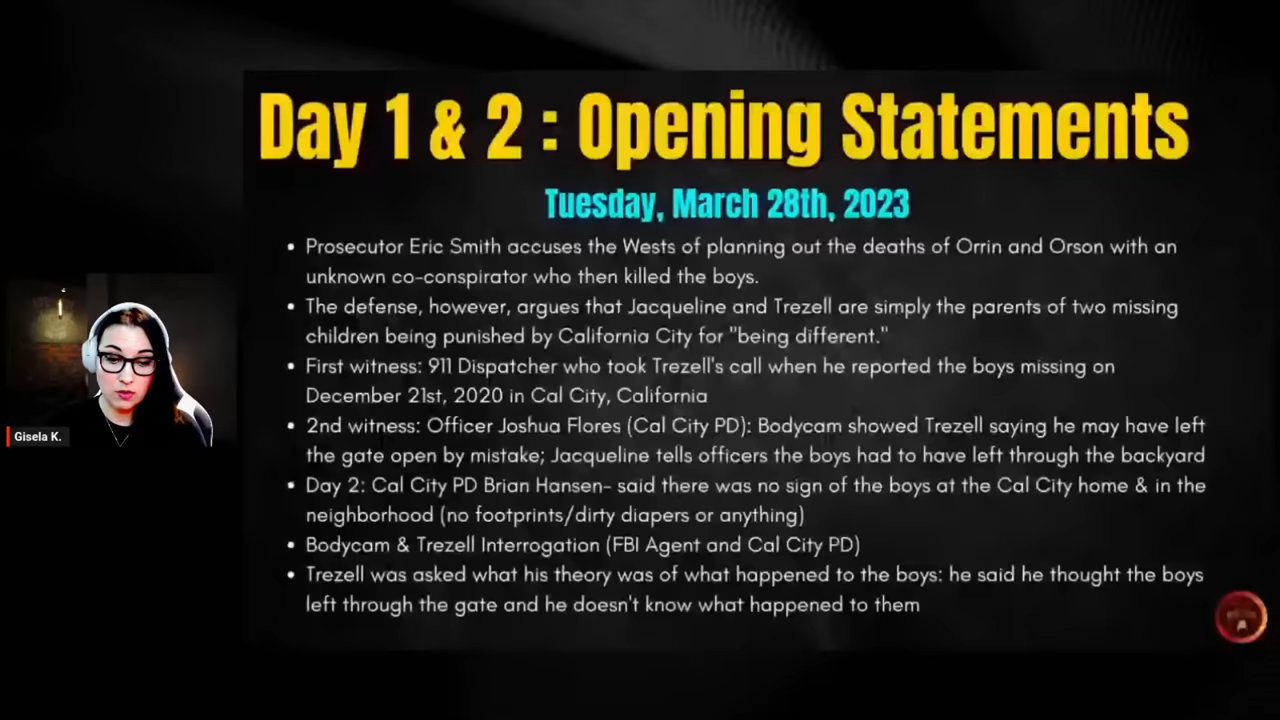 Day 1 & 2 : Opening Statements
Tuesday, March 28th, 2023
• Prosecutor Eric Smith accuses the Wests of planning out the deaths of Orrin and Orson with an
unknown co-conspirator who then killed the boys.
• The defense, however, argues that Jacqueline and Trezell are simply the parents of two missing
children being punished by California City for "being different."
• First witness: 911 Dispatcher who took Trezell's call when he reported the boys missing on
December 21st, 2020 in Cal City, California
• 2nd witness: Officer Joshua Flores (Cal City PD): Bodycam showed Trezell saying he may have left
the gate open by mistake; Jacqueline tells officers the boys had to have left through the backyard
• Day 2: Cal City PD Brian Hansen- said there was no sign of the boys at the Cal City home & in the
neighborhood (no footprints/dirty diapers or anything)
• Bodycam & Trezell Interrogation (FBI Agent and Cal City PD)
• Trezell was asked what his theory was of what happened to the boys: he said he thought the boys
left through the gate and he doesn't know what happened to them
Gisela K.